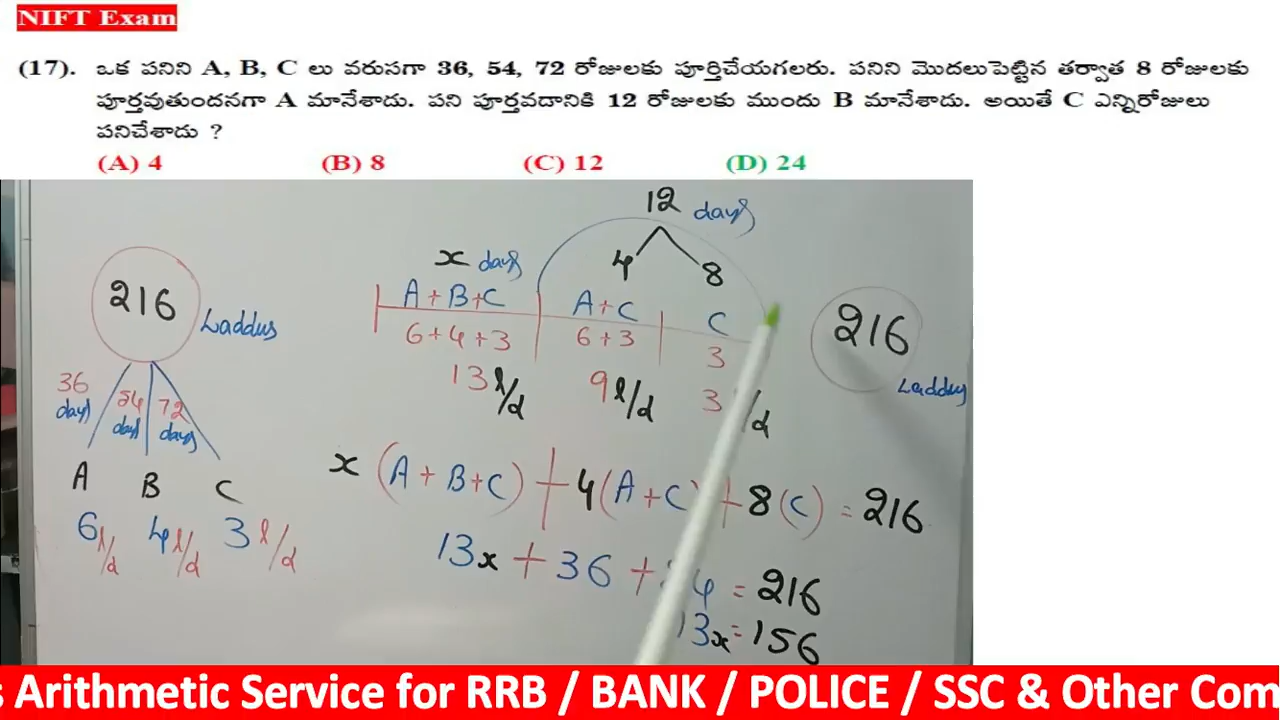 NIFT Exam
(17). ఒక పనిని A, B, C లు వరుసగా 36, 54, 72 రోజులకు పూర్తిచేయగలరు. పనిని మొదలుపెట్టిన తర్వాత 8 రోజులకు
పూర్తవుతుందనగా A మానేశాడు. పని పూర్తవడానికి 12 రోజులకు ముందు B మానేశాడు. అయితే C ఎన్నిరోజులు
పనిచేశాడు ?
(A) 4 (B) 8 (C) 12 (D) 24
12 days
x days 4 8
A+B+C A+C C
6+4+3 6+3 3
13 l/d 9 l/d 3 /d
216 Laddus
36 days 54 days 72 days
A B C
6 l/d 4 l/d 3 l/d
216
Laddus
x (A+B+C) + 4(A+C) + 8(C) = 216
13x + 36 + 4 = 216
13x = 156
s Arithmetic Service for RRB / BANK / POLICE / SSC & Other Com